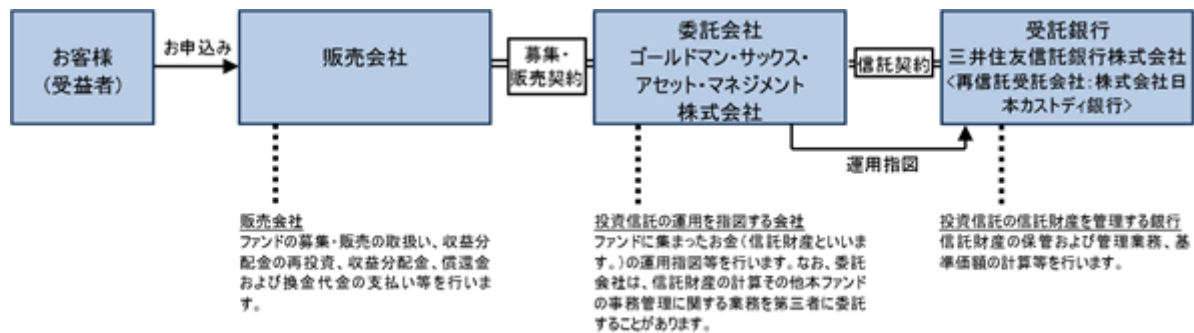 お客様
（受益者）
お申込み
販売会社
募集・
販売契約
委託会社
ゴールドマン・サックス・
アセット・マネジメント
株式会社
信託契約
受託銀行
三井住友信託銀行株式会社
<再信託受託会社：株式会社日
本カストディ銀行>
運用指図
販売会社
ファンドの募集・販売の取扱い、収益分
配金の再投資、収益分配金、償還金
および換金代金の支払い等を行いま
す。
投資信託の運用を指図する会社
ファンドに集まったお金（信託財産といいま
す。）の運用指図等を行います。なお、委託
会社は、信託財産の計算その他本ファンド
の事務管理に関する業務を第三者に委託
することがあります。
投資信託の信託財産を管理する銀行
信託財産の保管および管理業務、基
準価額の計算等を行います。